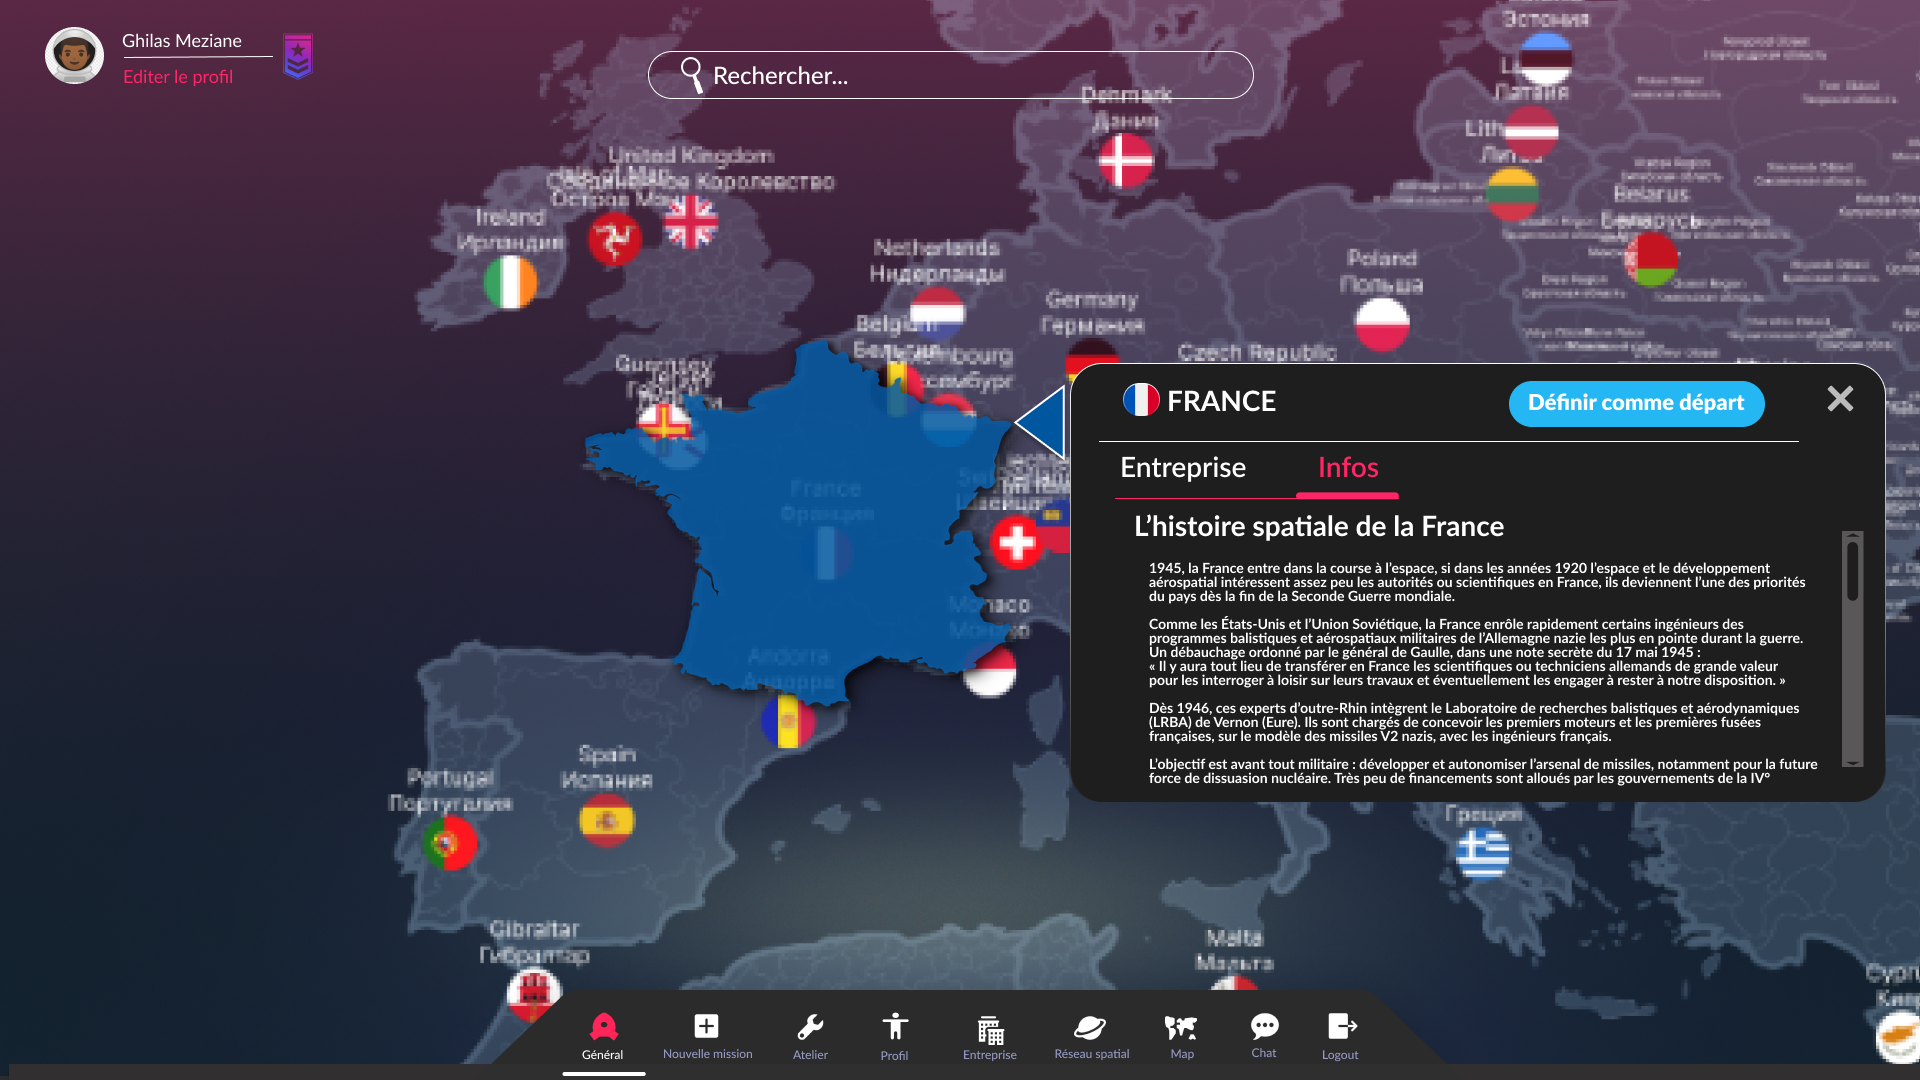 Ghilas Meziane
Editer le profil
Rechercher...
Эстония
Латвия
Denmark
Дания
United Kingdom
Остров
Ireland
Ирландия
Belarus
Беларусь
Netherlands
Нидерланды
Poland
Польша
Germany
Германия
Belgium
Czech Republic
Guernsey
FRANCE
Définir comme départ
Entreprise
Infos
L'histoire spatiale de la France
1945, la France entre dans la course à l'espace, si dans les années 1920 l'espace et le développement
aérospatial intéressent assez peu les autorités ou scientifiques en France, ils deviennent l'une des priorités
du pays dès la fin de la Seconde Guerre mondiale.
Comme les États-Unis et l'Union Soviétique, la France enrôle rapidement certains ingénieurs des
programmes balistiques et aérospatiaux militaires de l'Allemagne nazie les plus en pointe durant la guerre.
Un débauchage ordonné par le général de Gaulle, dans une note secrète du 17 mai 1945 :
« Il y aura tout lieu de transférer en France les scientifiques ou techniciens allemands de grande valeur
pour les interroger à loisir sur leurs travaux et éventuellement les engager à rester à notre disposition. »
Dès 1946, ces experts d'outre-Rhin intègrent le Laboratoire de recherches balistiques et aérodynamiques
(LRBA) de Vernon (Eure). Ils sont chargés de concevoir les premiers moteurs et les premières fusées
françaises, sur le modèle des missiles V2 nazis, avec les ingénieurs français.
L'objectif est avant tout militaire : développer et autonomiser l'arsenal de missiles, notamment pour la future
force de dissuasion nucléaire. Très peu de financements sont alloués par les gouvernements de la IVᵉ
France
Франция
Monaco
Andorra
Андорра
Spain
Испания
Portugal
Португалия
Греция
Gibraltar
Гибралтар
Malta
Мальта
Général
Nouvelle mission
Atelier
Profil
Entreprise
Réseau spatial
Map
Chat
Logout